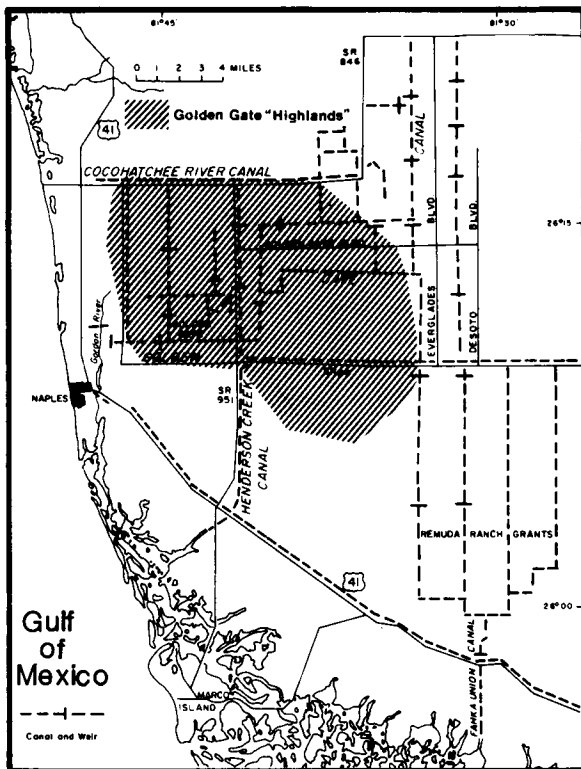 81°45'
81°30
0 1 2 3 4 MILES
SR
846
Golden Gate "Highlands"
41
CANAL
COCOHATCHEE RIVER CANAL
26°15
BLVD
BLVD.
EVERGLADES
DESOTO
Gordon River
GOLDEN
NAPLES
SR
951
HENDERSON CREEK
CANAL
REMUDA RANCH GRANTS
41
26°00
Gulf
of
Mexico
MARCO
ISLAND
FAHKA UNION CANAL
Canal and Weir